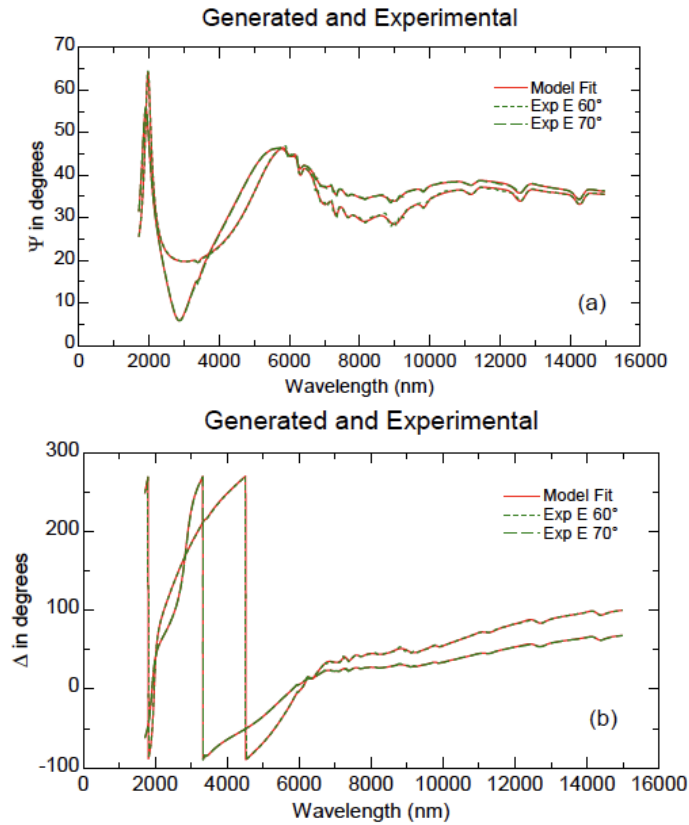 Generated and Experimental
70
60
50
40
30
20
10
0
Ψ in degrees
Model Fit
Exp E 60°
Exp E 70°
(a)
0 2000 4000 6000 8000 10000 12000 14000 16000
Wavelength (nm)
Generated and Experimental
300
200
100
0
-100
Δ in degrees
Model Fit
Exp E 60°
Exp E 70°
(b)
0 2000 4000 6000 8000 10000 12000 14000 16000
Wavelength (nm)